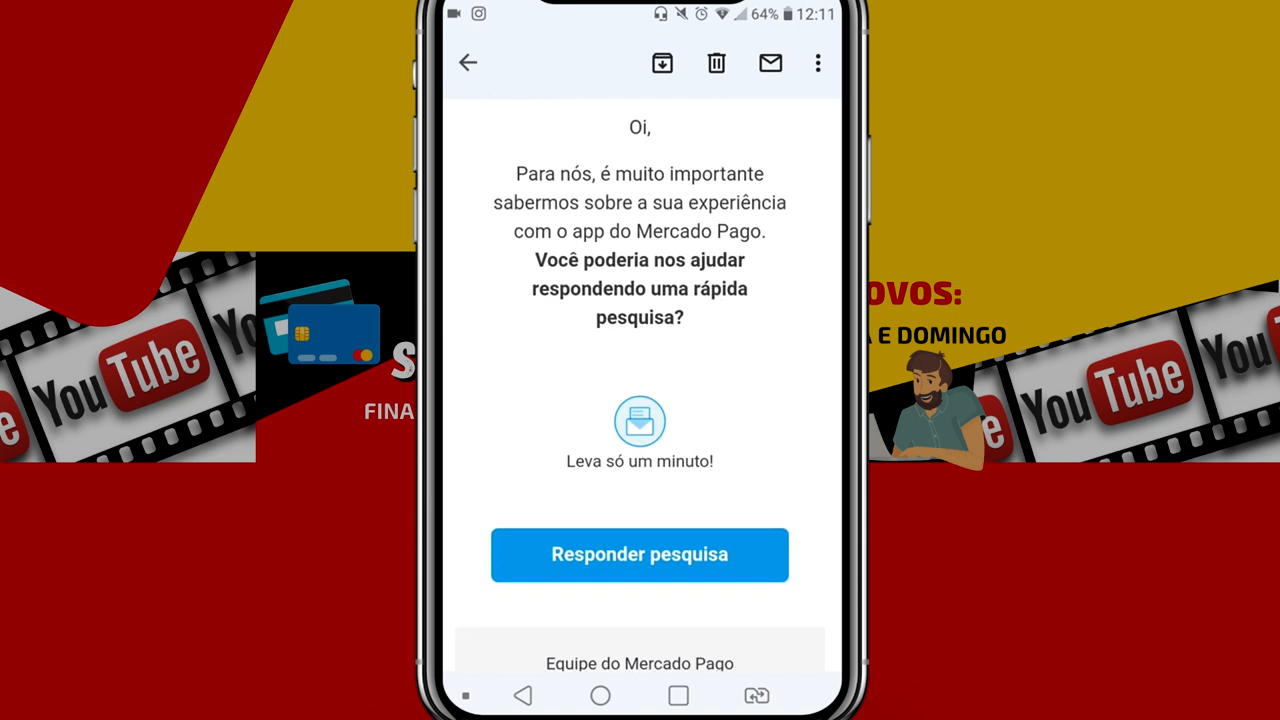 64% 12:11
Oi,
Para nós, é muito importante
sabermos sobre a sua experiência
com o app do Mercado Pago.
Você poderia nos ajudar
respondendo uma rápida
pesquisa?
Leva só um minuto!
Responder pesquisa
Equipe do Mercado Pago
YouTube
Yo
S
FINA
OVOS:
A E DOMINGO
YouTube
YouT
e
e